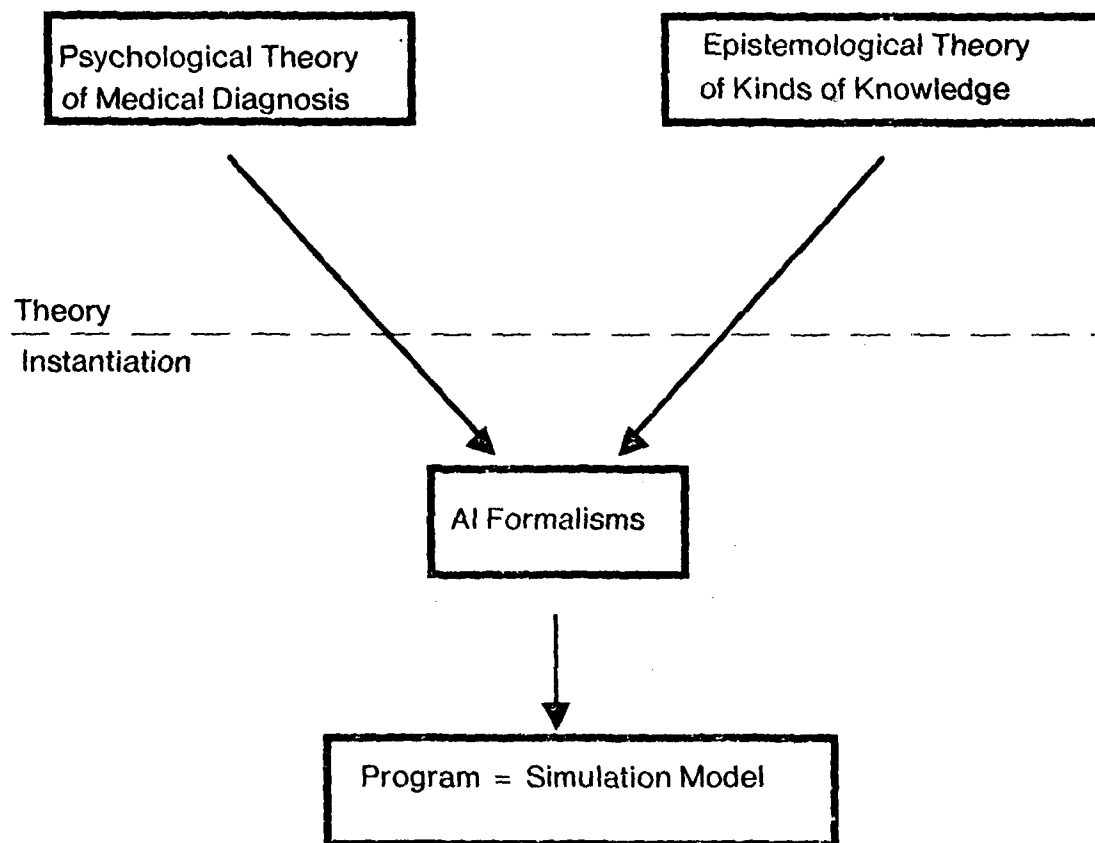 Psychological Theory
of Medical Diagnosis
Epistemological Theory
of Kinds of Knowledge
Theory
Instantiation
AI Formalisms
Program = Simulation Model